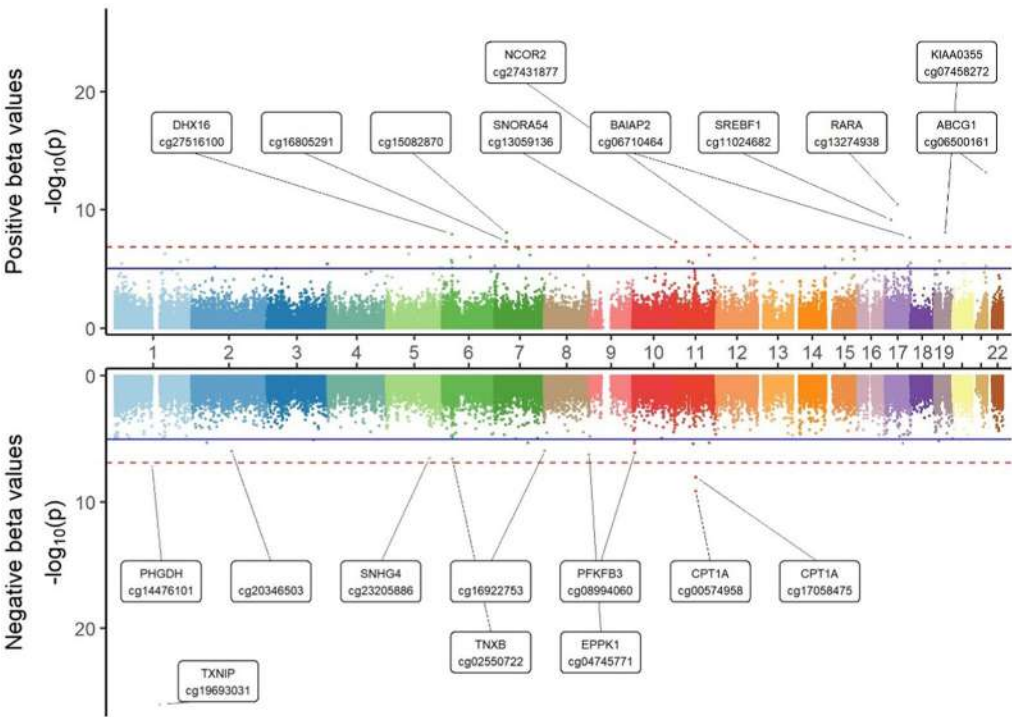 Positive beta values
-log10(p)
20
10
0
NCOR2
cg27431877
KIAA0355
cg07458272
DHX16
cg27516100
cg16805291
cg15082870
SNORA54
cg13059136
BAIAP2
cg06710464
SREBF1
cg11024682
RARA
cg13274938
ABCG1
cg06500161
1 2 3 4 5 6 7 8 9 10 11 12 13 14 15 16 17 18 19 22
Negative beta values
-log10(p)
0
10
20
PHGDH
cg14476101
cg20346503
SNHG4
cg23205886
cg16922753
PFKFB3
cg08994060
CPT1A
cg00574958
CPT1A
cg17058475
TNXB
cg02550722
EPPK1
cg04745771
TXNIP
cg19693031